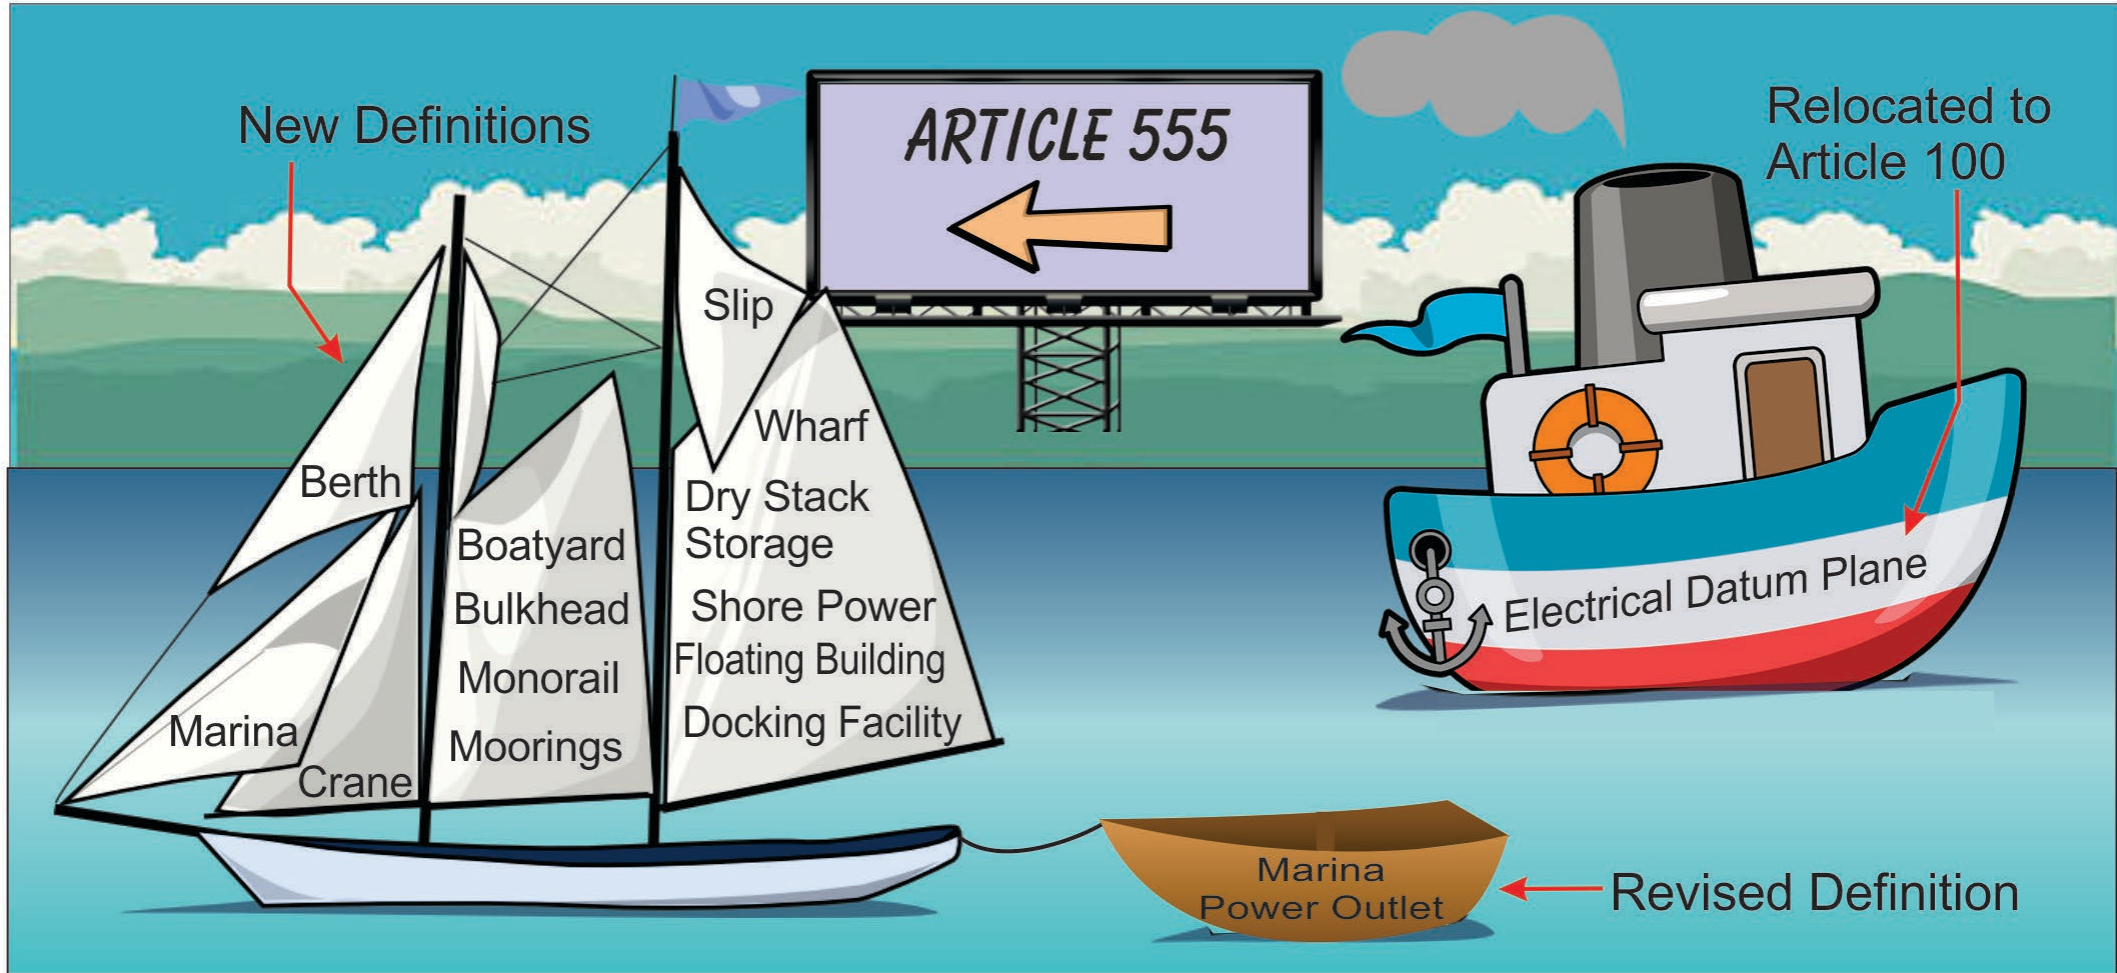 New Definitions
ARTICLE 555
Relocated to
Article 100
Slip
Wharf
Berth
Dry Stack
Storage
Boatyard
Shore Power
Bulkhead
Floating Building
Monorail
Docking Facility
Moorings
Marina
Crane
Electrical Datum Plane
Marina
Power Outlet
Revised Definition